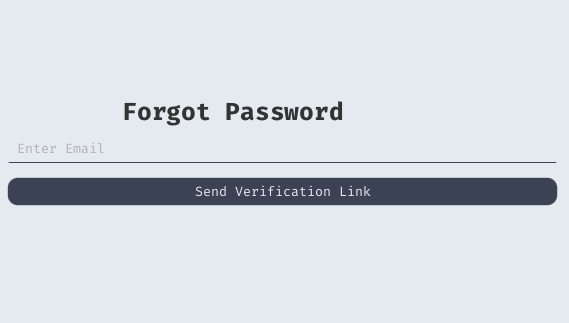 Forgot Password
Enter Email
Send Verification Link